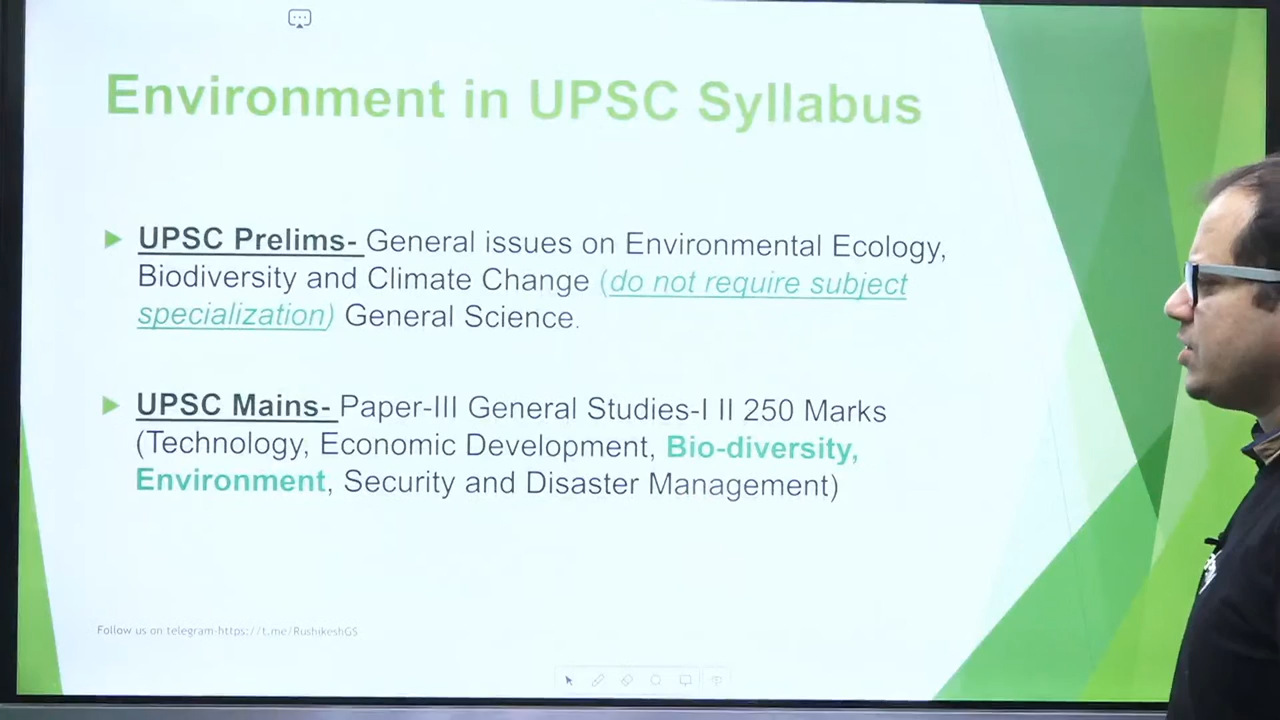 Environment in UPSC Syllabus
UPSC Prelims- General issues on Environmental Ecology,
Biodiversity and Climate Change (do not require subject
specialization) General Science.
UPSC Mains- Paper-III General Studies-I II 250 Marks
(Technology, Economic Development, Bio-diversity,
Environment, Security and Disaster Management)
Follow us on telegram-https://t.me/RushikeshGS